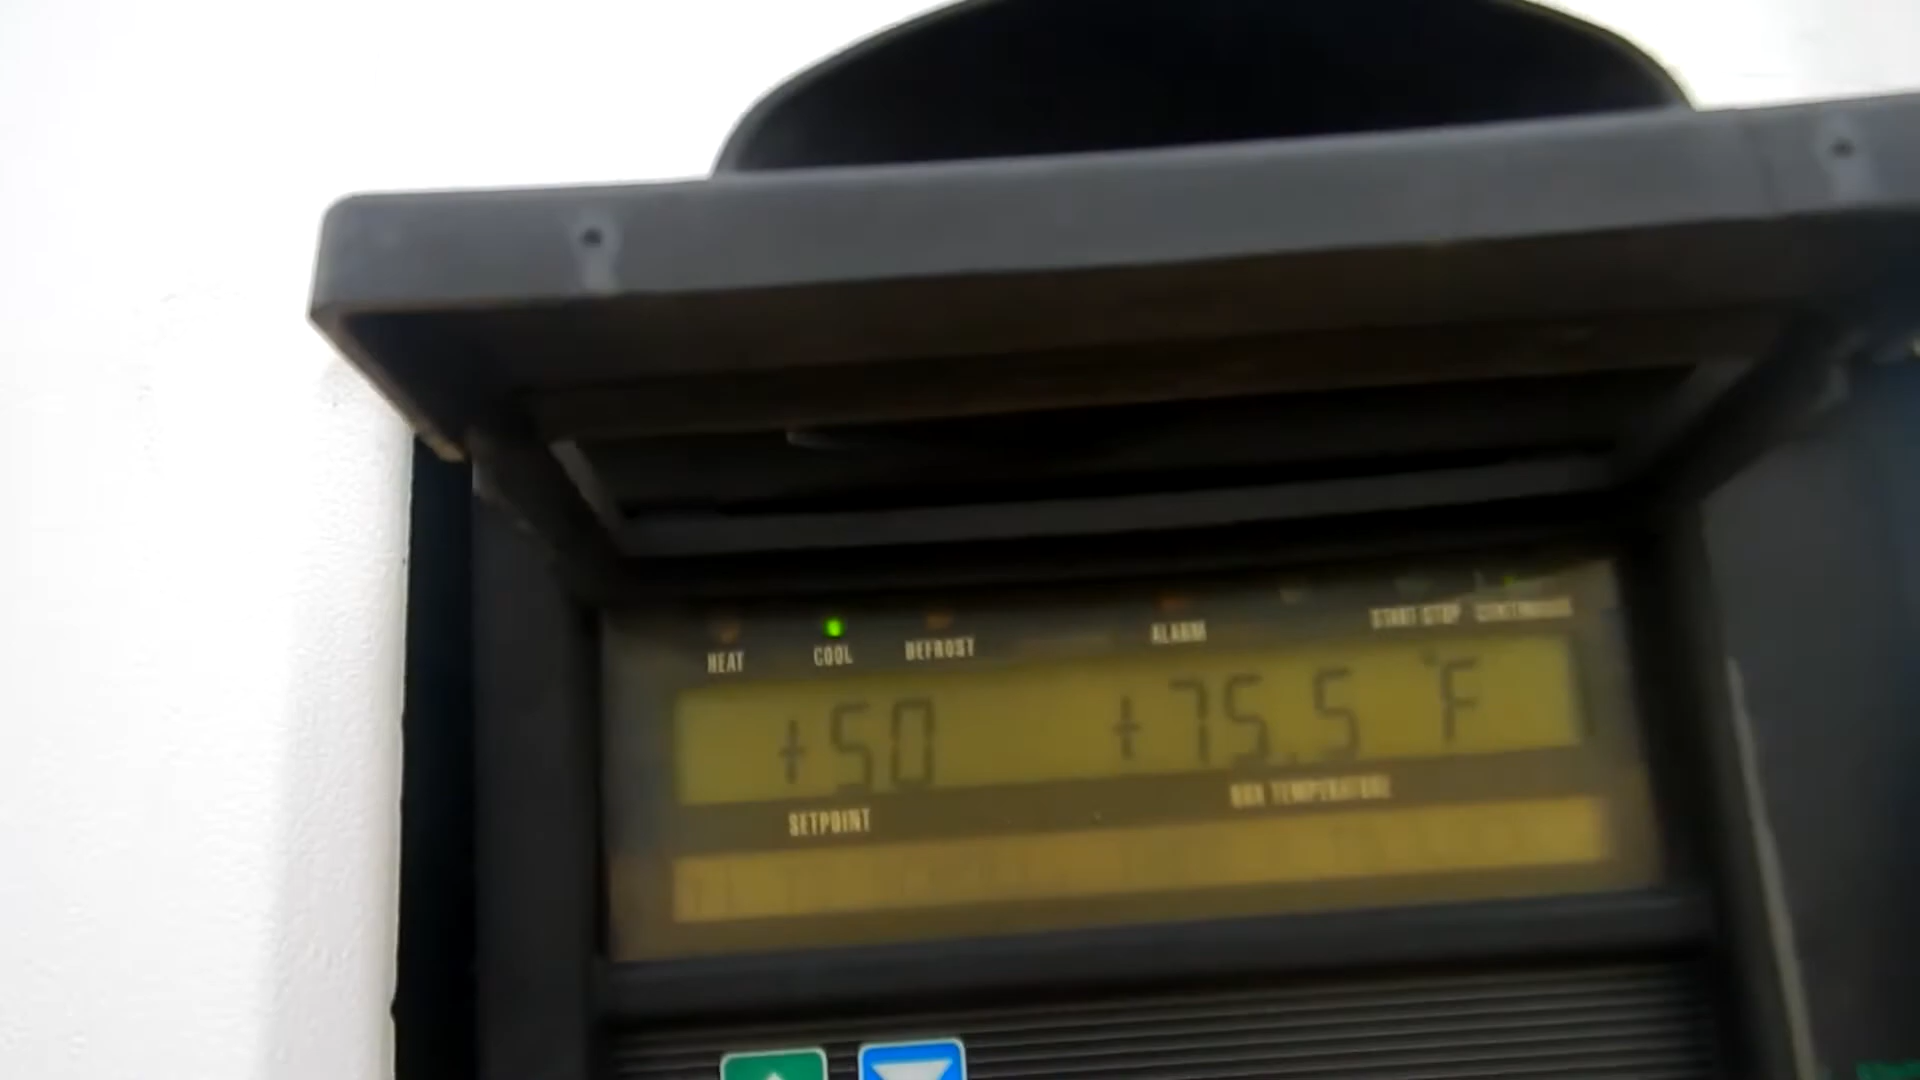 HEAT COOL DEFROST ALARM START STOP CONTINUOUS
+50 +75.5 °F
SETPOINT BOX TEMPERATURE